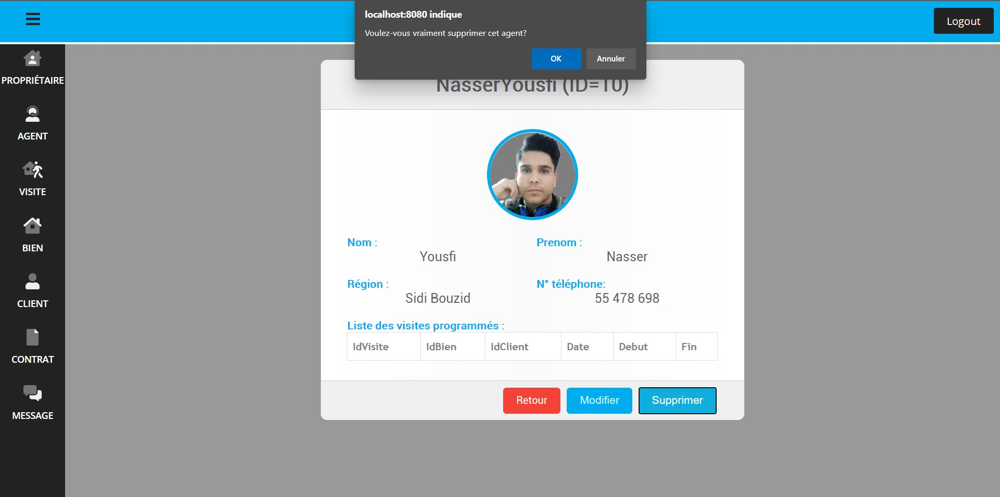 localhost:8080 indique
Voulez-vous vraiment supprimer cet agent?
OK
Annuler
Logout
PROPRIÉTAIRE
AGENT
VISITE
BIEN
CLIENT
CONTRAT
MESSAGE
NasserYousfi (ID=10)
Nom :
Yousfi
Prenom :
Nasser
Région :
Sidi Bouzid
N° téléphone:
55 478 698
Liste des visites programmés :
IdVisite IdBien IdClient Date Debut Fin
Retour
Modifier
Supprimer